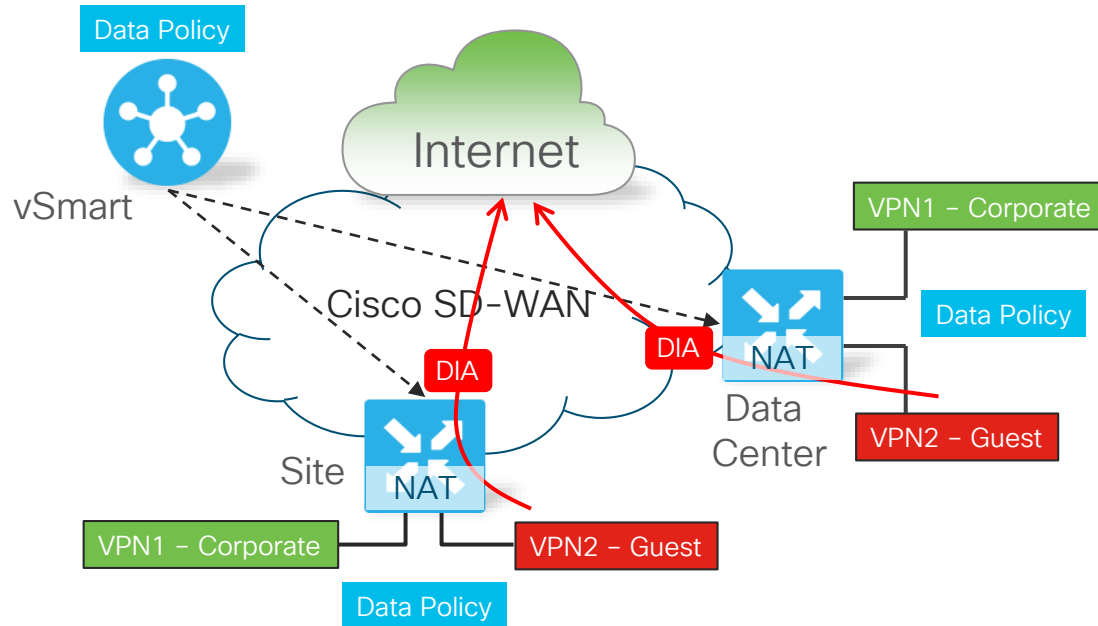 Data Policy
vSmart
Internet
Cisco SD-WAN
VPN1 – Corporate
Data Policy
DIA
NAT
DIA
Data
Center
VPN2 – Guest
Site
NAT
VPN1 – Corporate
VPN2 – Guest
Data Policy